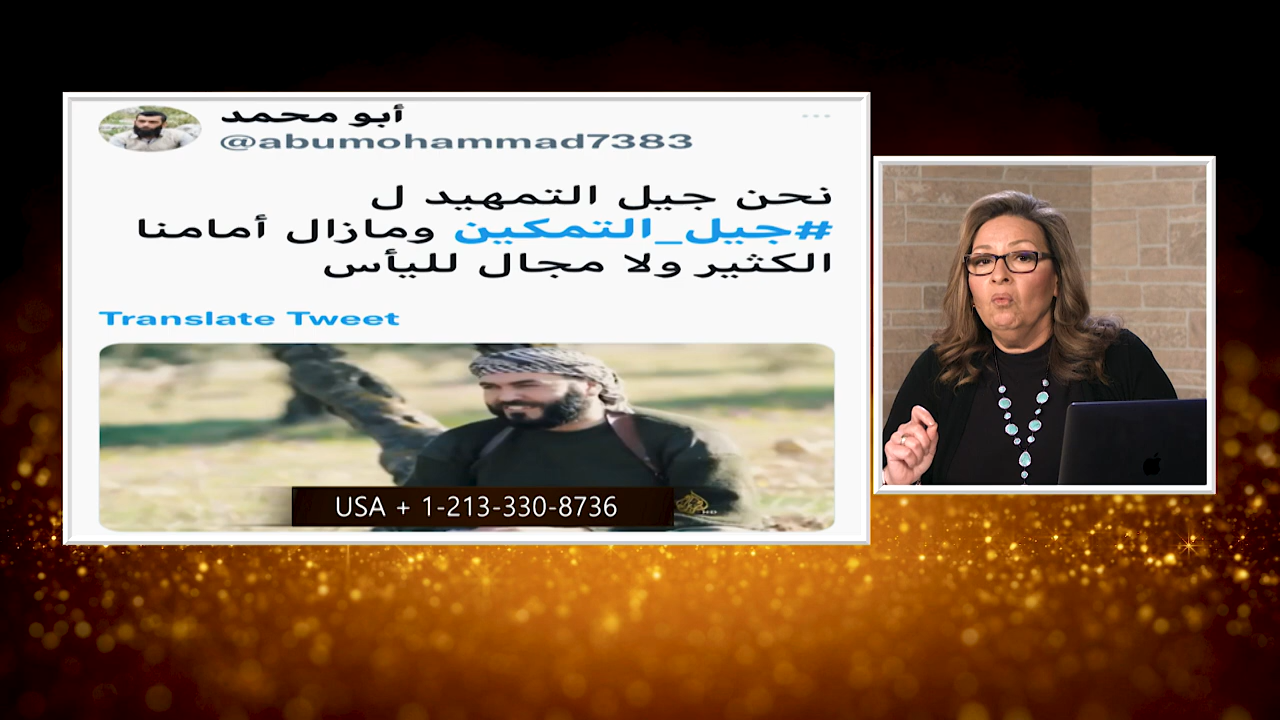 أبو محمد
@abumohammad7383
نحن جيل التمهيد ل
#جيل_التمكين ومازال أمامنا
الكثير ولا مجال لليأس
Translate Tweet
USA + 1-213-330-8736
HD